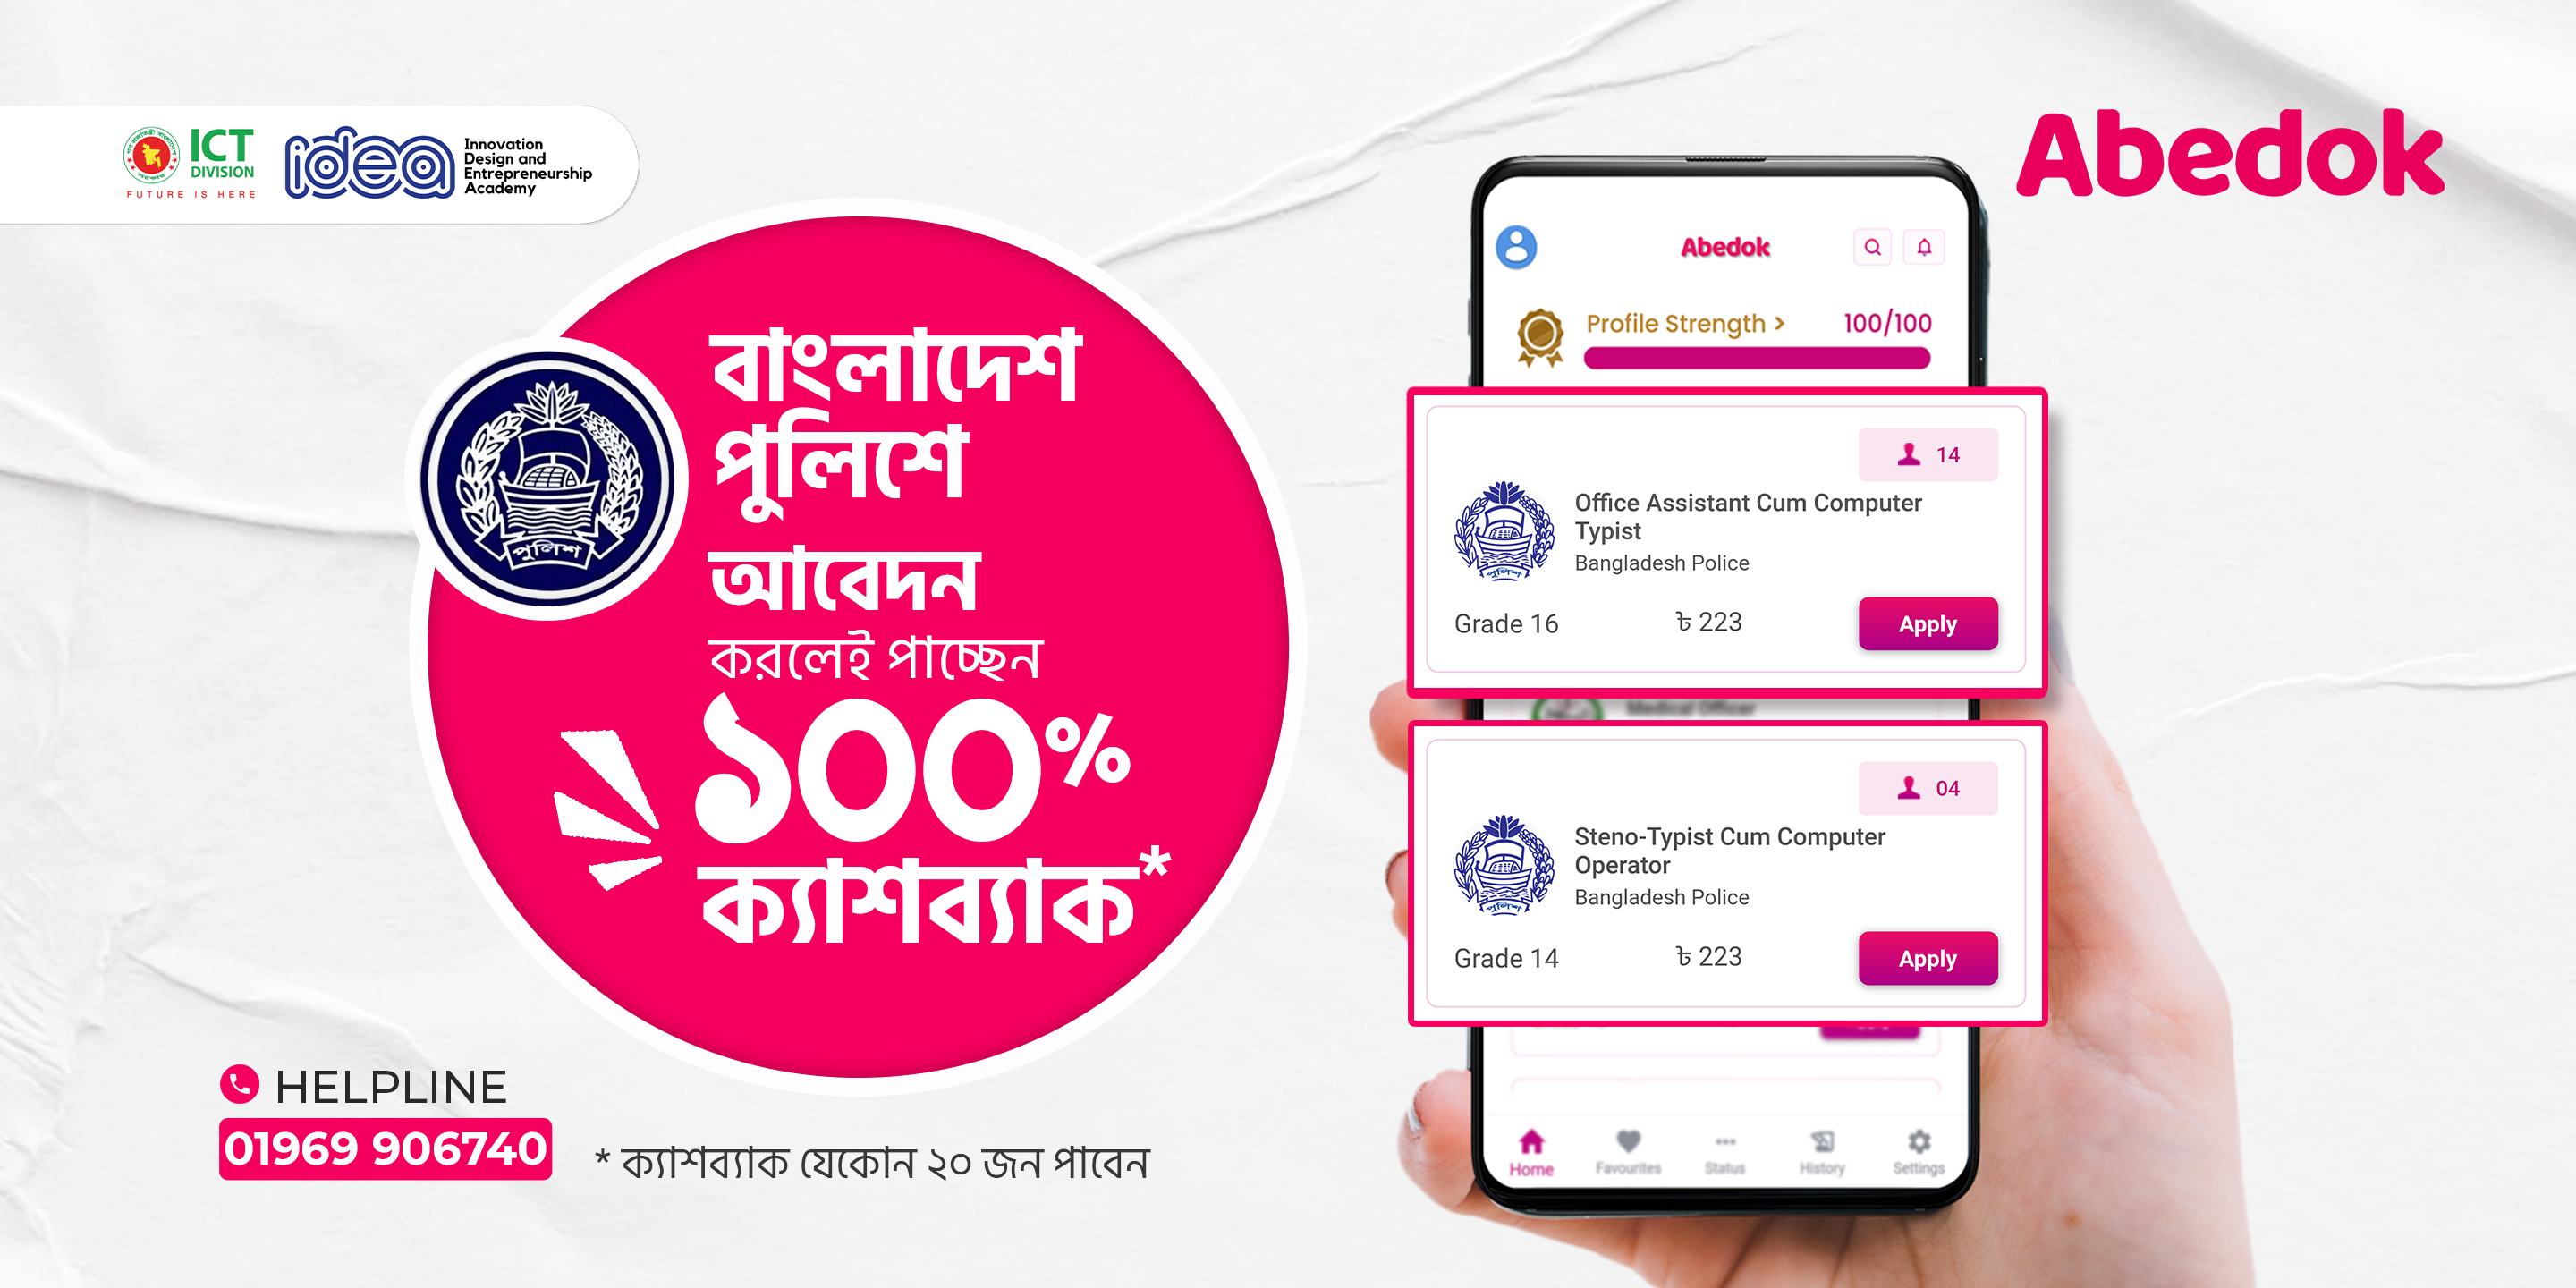 ICT
DIVISION
FUTURE IS HERE
idea
Innovation
Design and
Entrepreneurship
Academy
Abedok
বাংলাদেশ
পুলিশে
আবেদন
করলেই পাচ্ছেন
১০০%
ক্যাশব্যাক*
পুলিশ
HELPLINE
01969 906740
* ক্যাশব্যাক যেকোন ২০ জন পাবেন
Abedok
Profile Strength >
100/100
14
Office Assistant Cum Computer
Typist
Bangladesh Police
পুলিশ
Grade 16
৳ 223
Apply
Medical Officer
04
Steno-Typist Cum Computer
Operator
Bangladesh Police
পুলিশ
Grade 14
৳ 223
Apply
Home
Favourites
Status
History
Settings